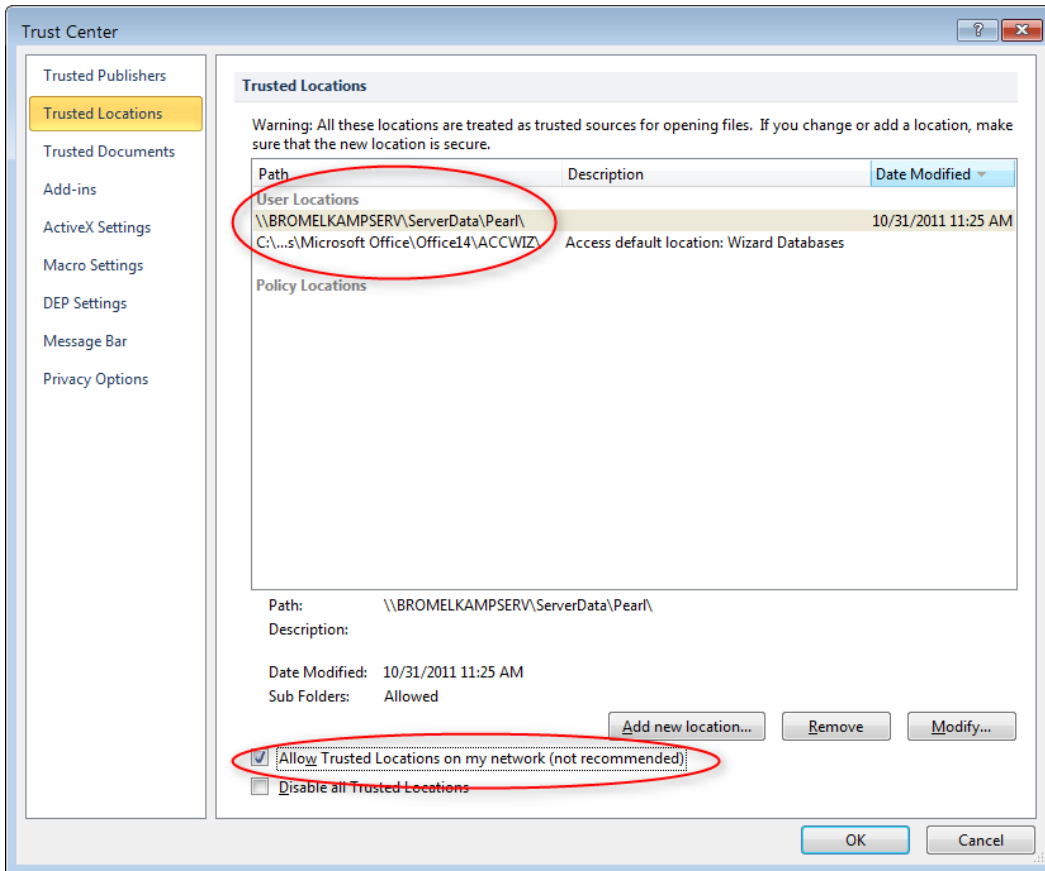 Trust Center
Trusted Publishers
Trusted Locations
Trusted Documents
Add-ins
ActiveX Settings
Macro Settings
DEP Settings
Message Bar
Privacy Options
Trusted Locations
Warning: All these locations are treated as trusted sources for opening files. If you change or add a location, make
sure that the new location is secure.
Path Description Date Modified
User Locations
\\BROMELKAMPSERV\ServerData\Pearl\ 10/31/2011 11:25 AM
C:\...s\Microsoft Office\Office14\ACCWIZ\ Access default location: Wizard Databases
Policy Locations
Path: \\BROMELKAMPSERV\ServerData\Pearl\
Description:
Date Modified: 10/31/2011 11:25 AM
Sub Folders: Allowed
Add new location... Remove Modify...
Allow Trusted Locations on my network (not recommended)
Disable all Trusted Locations
OK Cancel